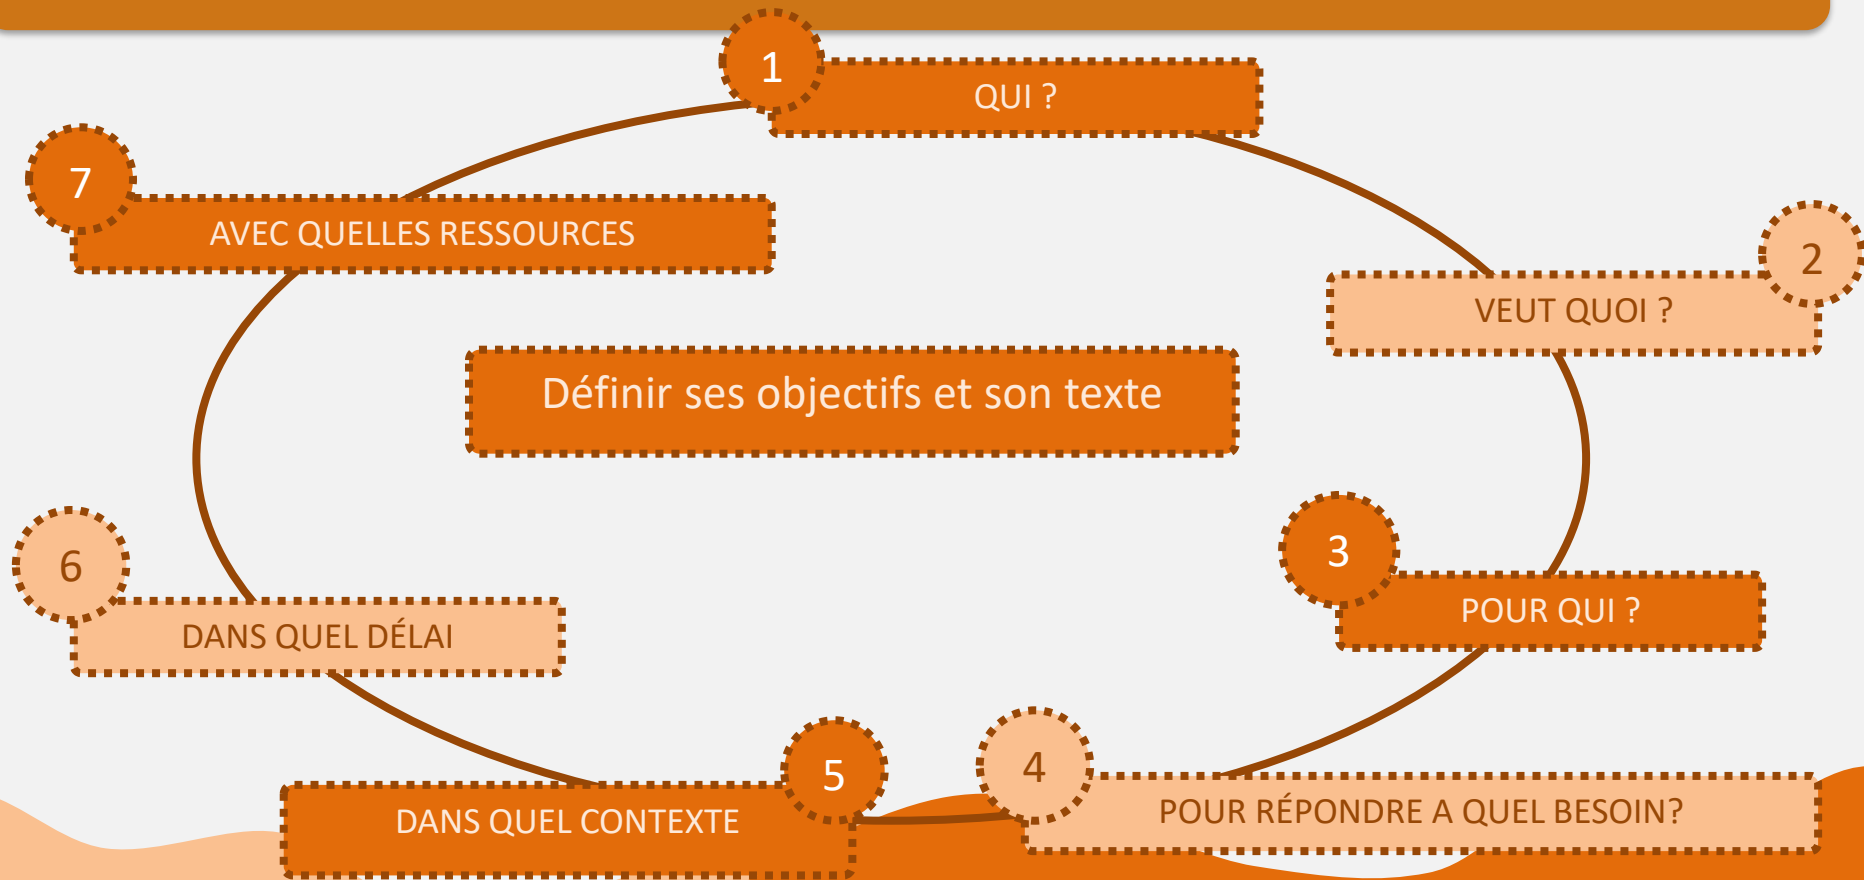 1
QUI ?
7
AVEC QUELLES RESSOURCES
2
VEUT QUOI ?
Définir ses objectifs et son texte
3
POUR QUI ?
6
DANS QUEL DÉLAI
5
DANS QUEL CONTEXTE
4
POUR RÉPONDRE A QUEL BESOIN?